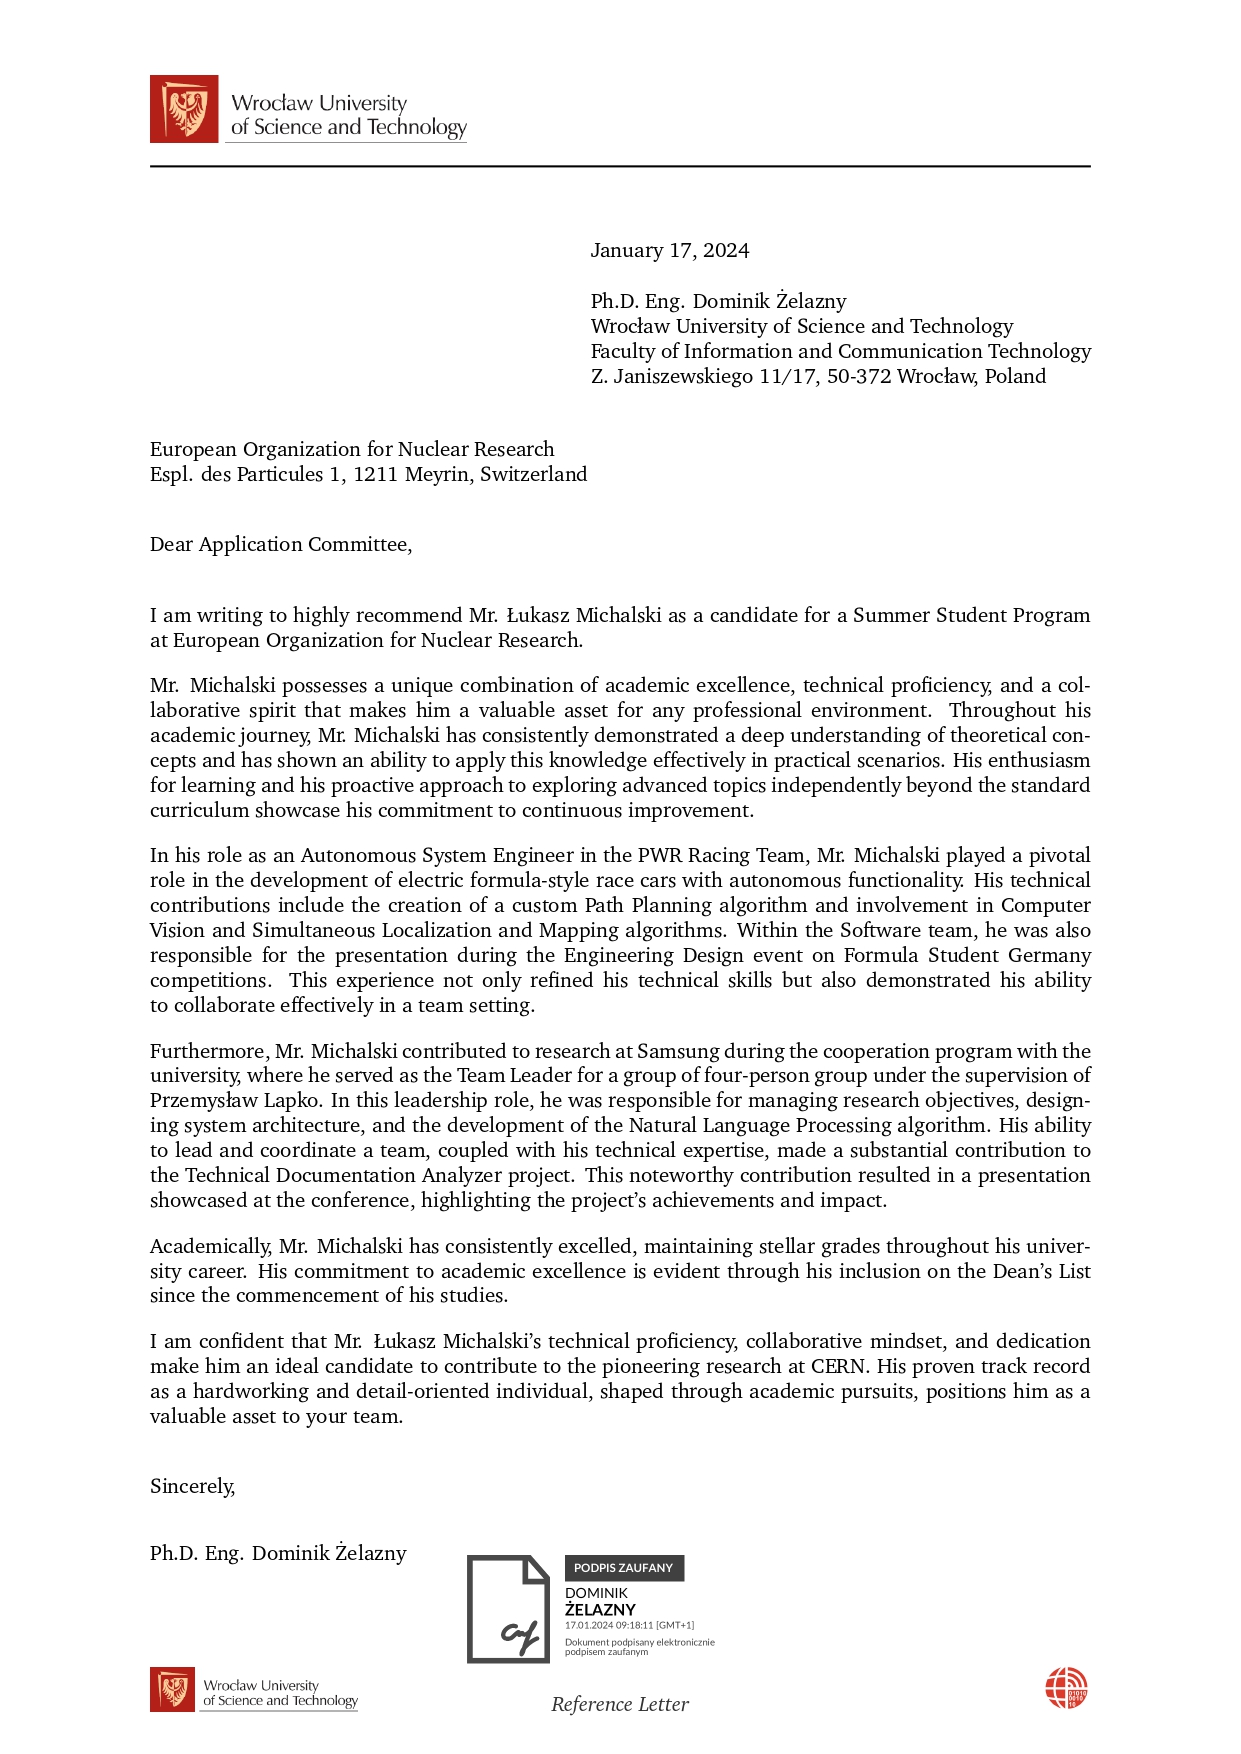 Wrocław University
of Science and Technology
January 17, 2024
Ph.D. Eng. Dominik Żelazny
Wrocław University of Science and Technology
Faculty of Information and Communication Technology
Z. Janiszewskiego 11/17, 50-372 Wrocław, Poland
European Organization for Nuclear Research
Espl. des Particules 1, 1211 Meyrin, Switzerland
Dear Application Committee,
I am writing to highly recommend Mr. Łukasz Michalski as a candidate for a Summer Student Program
at European Organization for Nuclear Research.
Mr. Michalski possesses a unique combination of academic excellence, technical proficiency, and a col-
laborative spirit that makes him a valuable asset for any professional environment. Throughout his
academic journey, Mr. Michalski has consistently demonstrated a deep understanding of theoretical con-
cepts and has shown an ability to apply this knowledge effectively in practical scenarios. His enthusiasm
for learning and his proactive approach to exploring advanced topics independently beyond the standard
curriculum showcase his commitment to continuous improvement.
In his role as an Autonomous System Engineer in the PWR Racing Team, Mr. Michalski played a pivotal
role in the development of electric formula-style race cars with autonomous functionality. His technical
contributions include the creation of a custom Path Planning algorithm and involvement in Computer
Vision and Simultaneous Localization and Mapping algorithms. Within the Software team, he was also
responsible for the presentation during the Engineering Design event on Formula Student Germany
competitions. This experience not only refined his technical skills but also demonstrated his ability
to collaborate effectively in a team setting.
Furthermore, Mr. Michalski contributed to research at Samsung during the cooperation program with the
university, where he served as the Team Leader for a group of four-person group under the supervision of
Przemysław Lapko. In this leadership role, he was responsible for managing research objectives, design-
ing system architecture, and the development of the Natural Language Processing algorithm. His ability
to lead and coordinate a team, coupled with his technical expertise, made a substantial contribution to
the Technical Documentation Analyzer project. This noteworthy contribution resulted in a presentation
showcased at the conference, highlighting the project's achievements and impact.
Academically, Mr. Michalski has consistently excelled, maintaining stellar grades throughout his univer-
sity career. His commitment to academic excellence is evident through his inclusion on the Dean's List
since the commencement of his studies.
I am confident that Mr. Łukasz Michalski's technical proficiency, collaborative mindset, and dedication
make him an ideal candidate to contribute to the pioneering research at CERN. His proven track record
as a hardworking and detail-oriented individual, shaped through academic pursuits, positions him as a
valuable asset to your team.
Sincerely,
Ph.D. Eng. Dominik Żelazny
PODPIS ZAUFANY
DOMINIK
ŻELAZNY
17.01.2024 09:18:11 [GMT+1]
Dokument podpisany elektronicznie
podpisem zaufanym
Wrocław University
of Science and Technology
Reference Letter
01010
0010
10